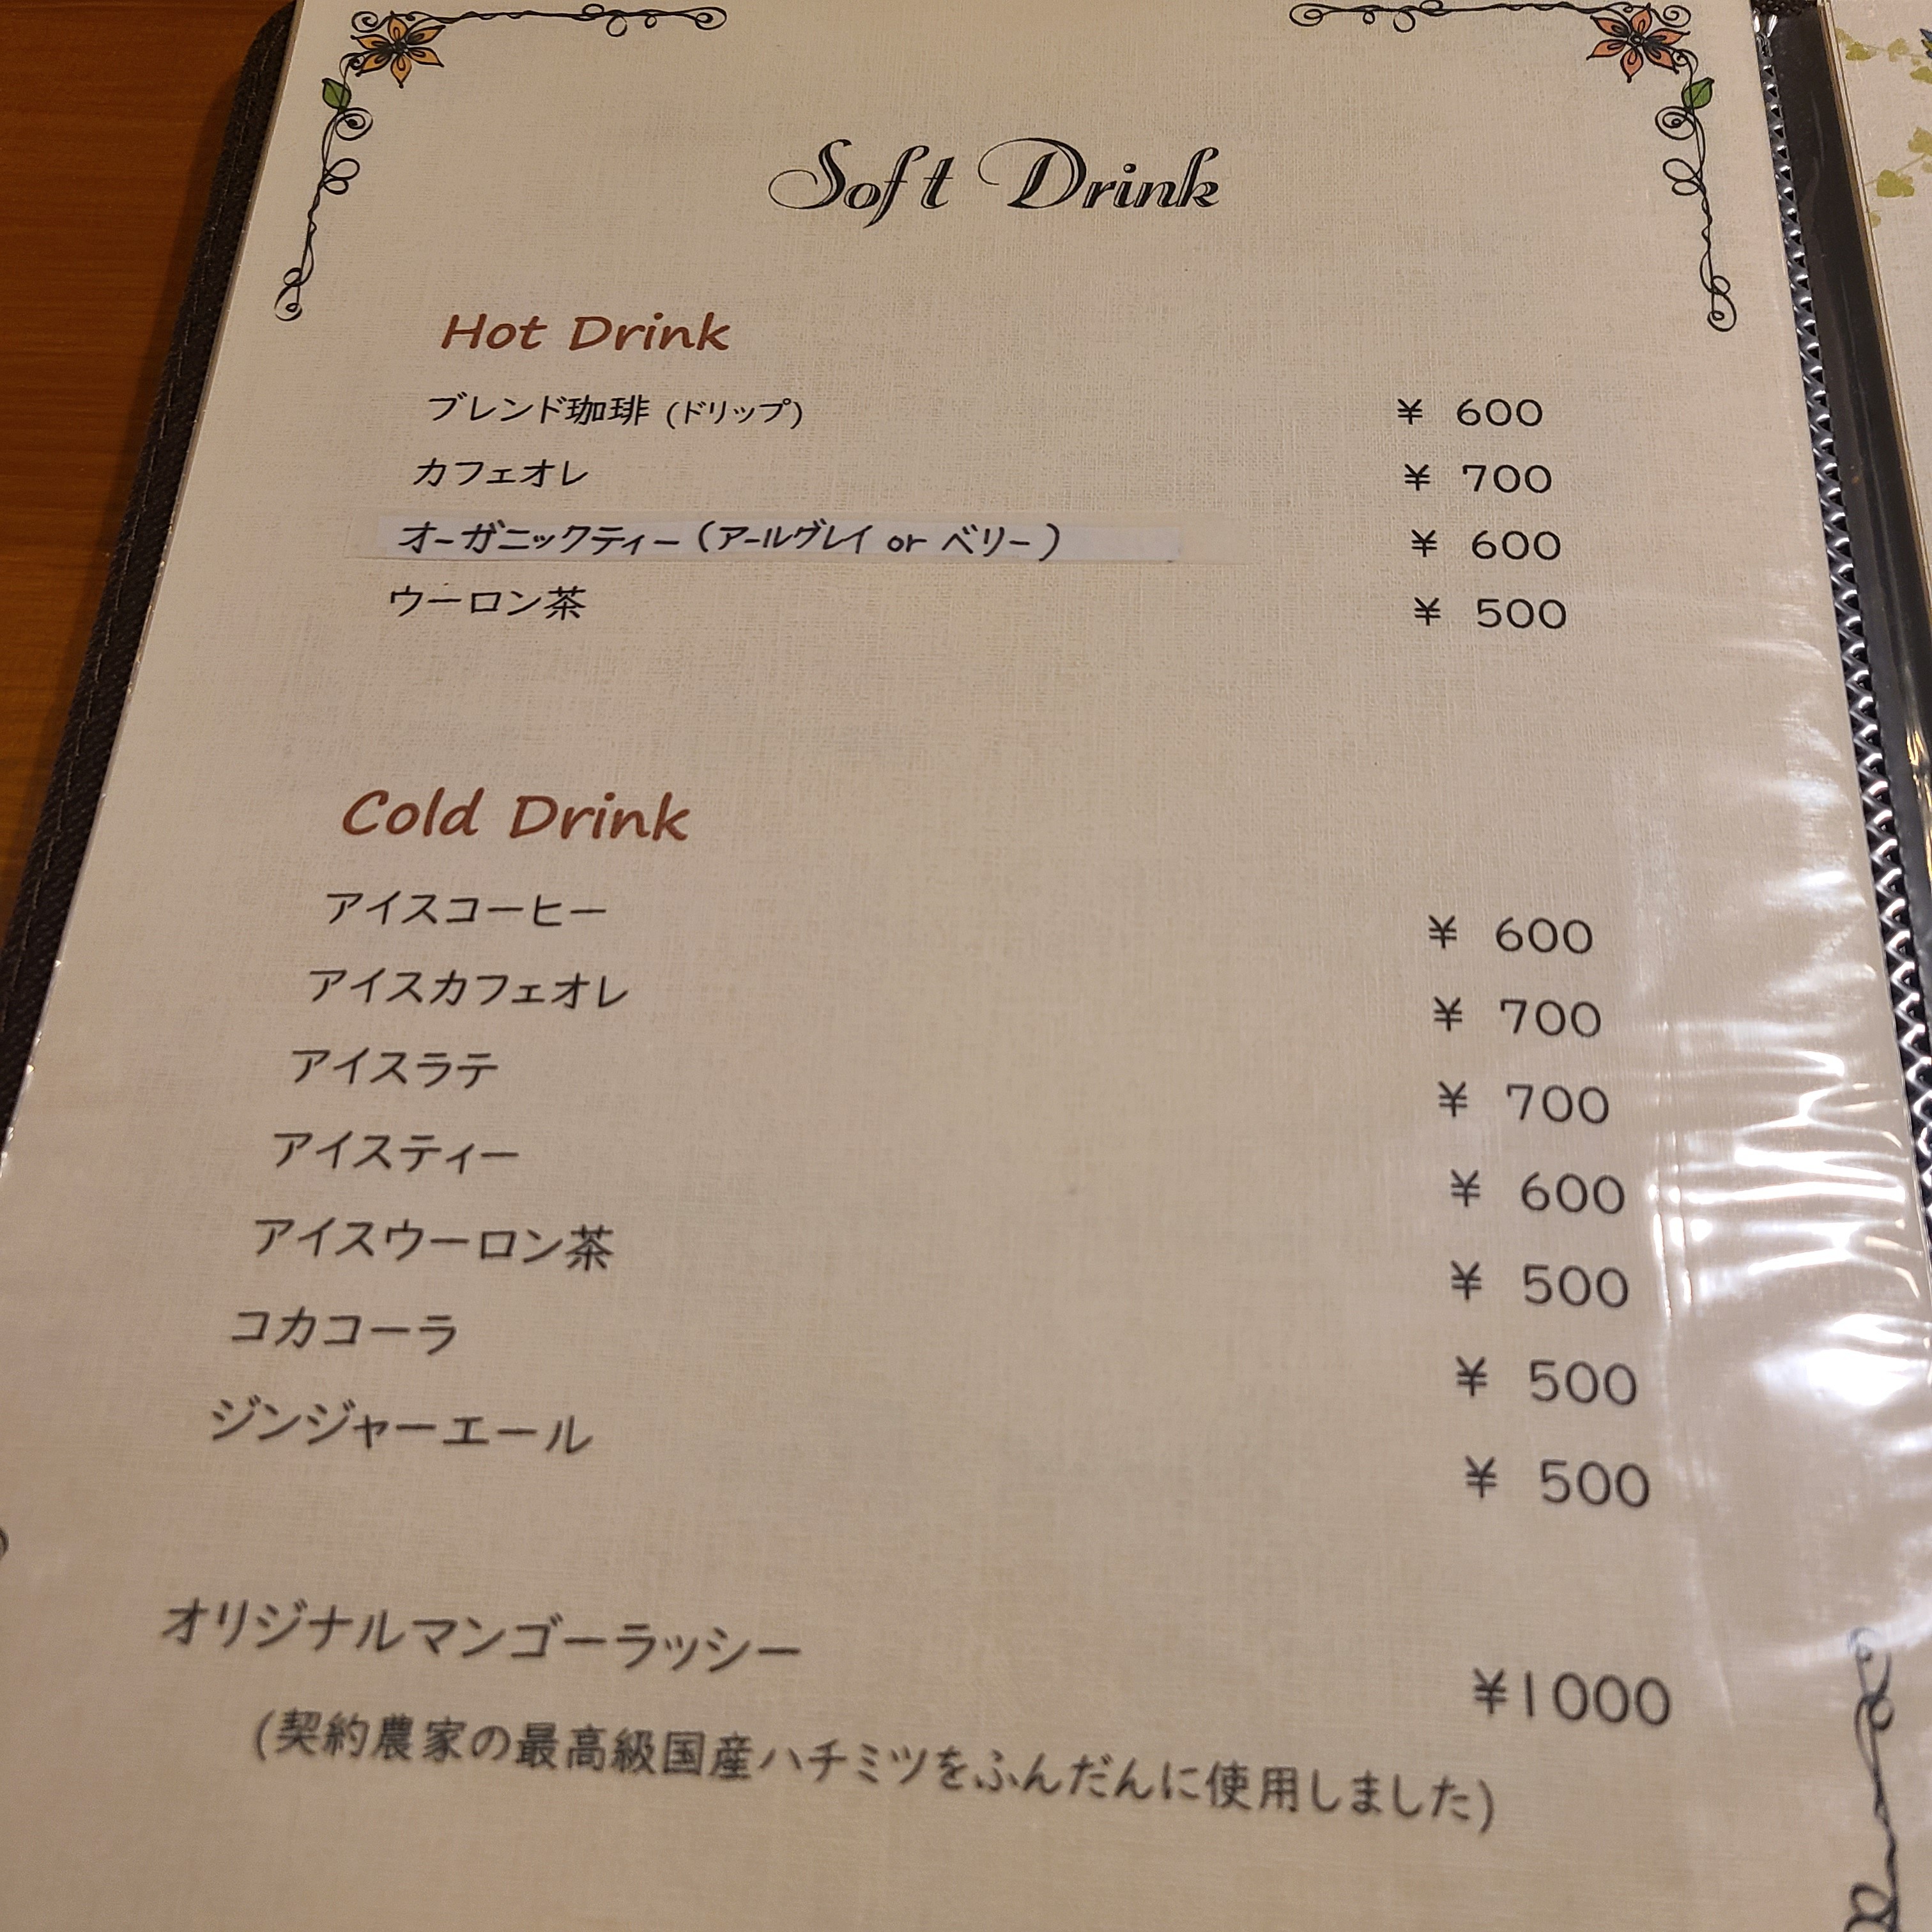 Soft Drink
Hot Drink
ブレンド珈琲 (ドリップ) ¥ 600
カフェオレ ¥ 700
オーガニックティー (アールグレイ or ベリー) ¥ 600
ウーロン茶 ¥ 500
Cold Drink
アイスコーヒー ¥ 600
アイスカフェオレ ¥ 700
アイスラテ ¥ 700
アイスティー ¥ 600
アイスウーロン茶 ¥ 500
コカコーラ ¥ 500
ジンジャーエール ¥ 500
オリジナルマンゴーラッシー ¥1000
(契約農家の最高級国産ハチミツをふんだんに使用しました)